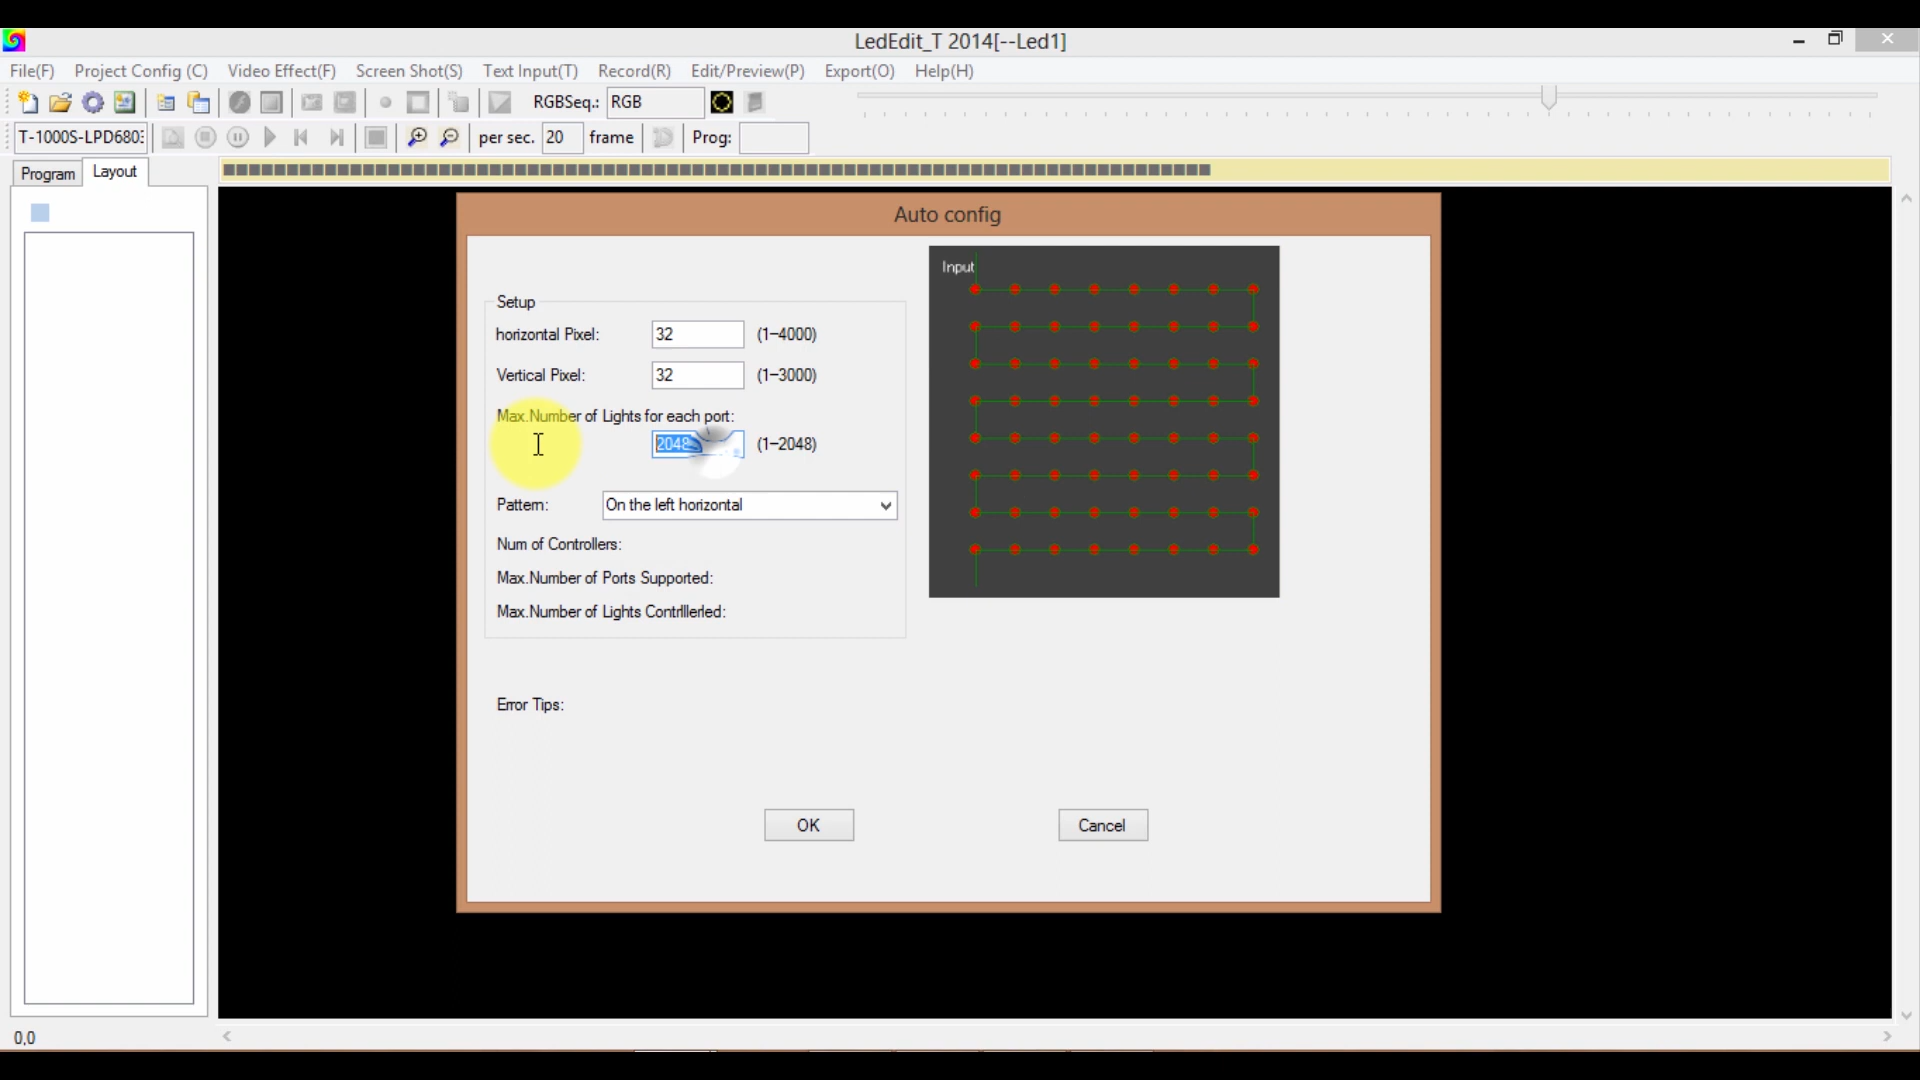 LedEdit_T 2014[--Led1]
File(F) Project Config (C) Video Effect(F) Screen Shot(S) Text Input(T) Record(R) Edit/Preview(P) Export(O) Help(H)
RGBSeq.: RGB
T-1000S-LPD680 per sec. 20 frame Prog:
Program Layout
Auto config
Input
Setup
horizontal Pixel: 32 (1-4000)
Vertical Pixel: 32 (1-3000)
Max.Number of Lights for each port:
2048 (1-2048)
Pattern: On the left horizontal
Num of Controllers:
Max.Number of Ports Supported:
Max.Number of Lights Contrlllerled:
Error Tips:
OK Cancel
0,0